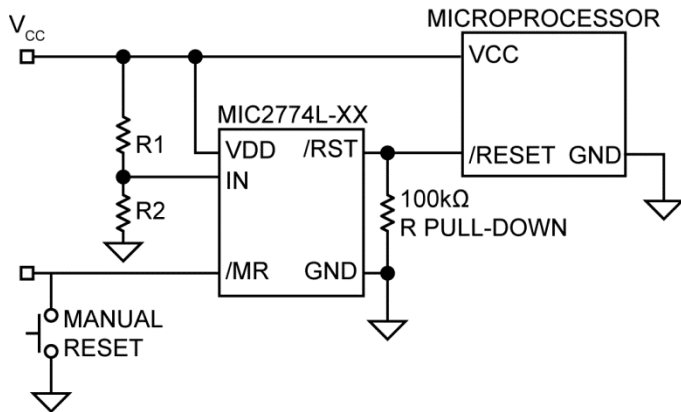 MICROPROCESSOR
VCC
VCC
MIC2774L-XX
R1
VDD
/RST
/RESET
GND
IN
R2
100kΩ
R PULL-DOWN
/MR
GND
MANUAL
RESET